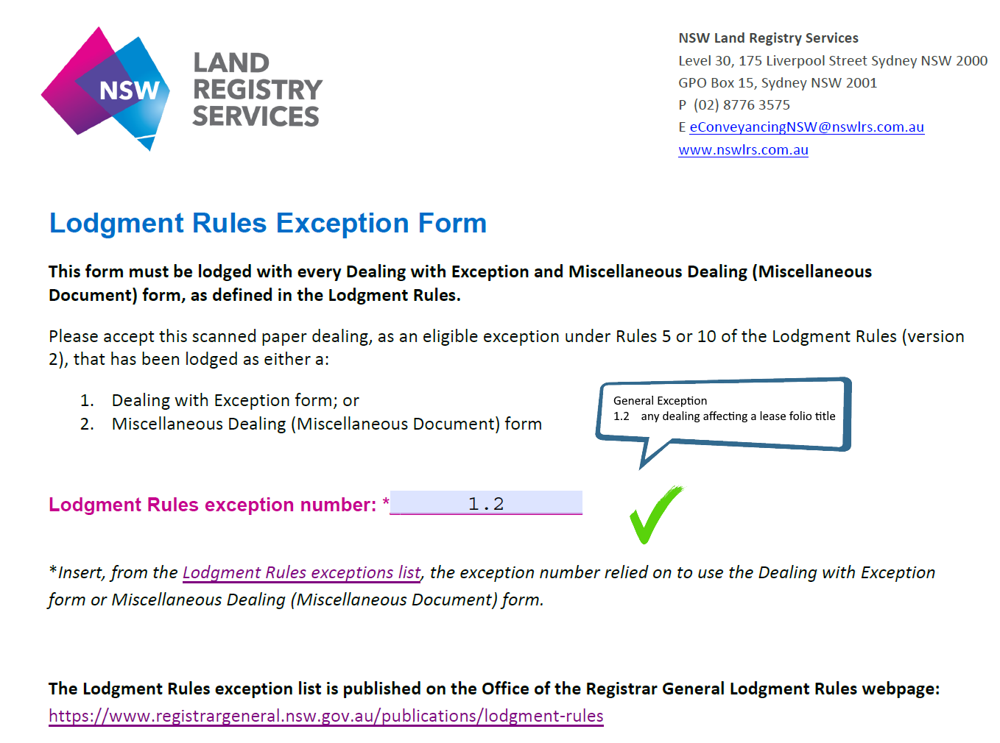 NSW
LAND
REGISTRY
SERVICES
NSW Land Registry Services
Level 30, 175 Liverpool Street Sydney NSW 2000
GPO Box 15, Sydney NSW 2001
P (02) 8776 3575
E eConveyancingNSW@nswlrs.com.au
www.nswlrs.com.au
Lodgment Rules Exception Form
This form must be lodged with every Dealing with Exception and Miscellaneous Dealing (Miscellaneous
Document) form, as defined in the Lodgment Rules.
Please accept this scanned paper dealing, as an eligible exception under Rules 5 or 10 of the Lodgment Rules (version
2), that has been lodged as either a:
1. Dealing with Exception form; or
2. Miscellaneous Dealing (Miscellaneous Document) form
General Exception
1.2 any dealing affecting a lease folio title
Lodgment Rules exception number: * 1.2
*Insert, from the Lodgment Rules exceptions list, the exception number relied on to use the Dealing with Exception
form or Miscellaneous Dealing (Miscellaneous Document) form.
The Lodgment Rules exception list is published on the Office of the Registrar General Lodgment Rules webpage:
https://www.registrargeneral.nsw.gov.au/publications/lodgment-rules